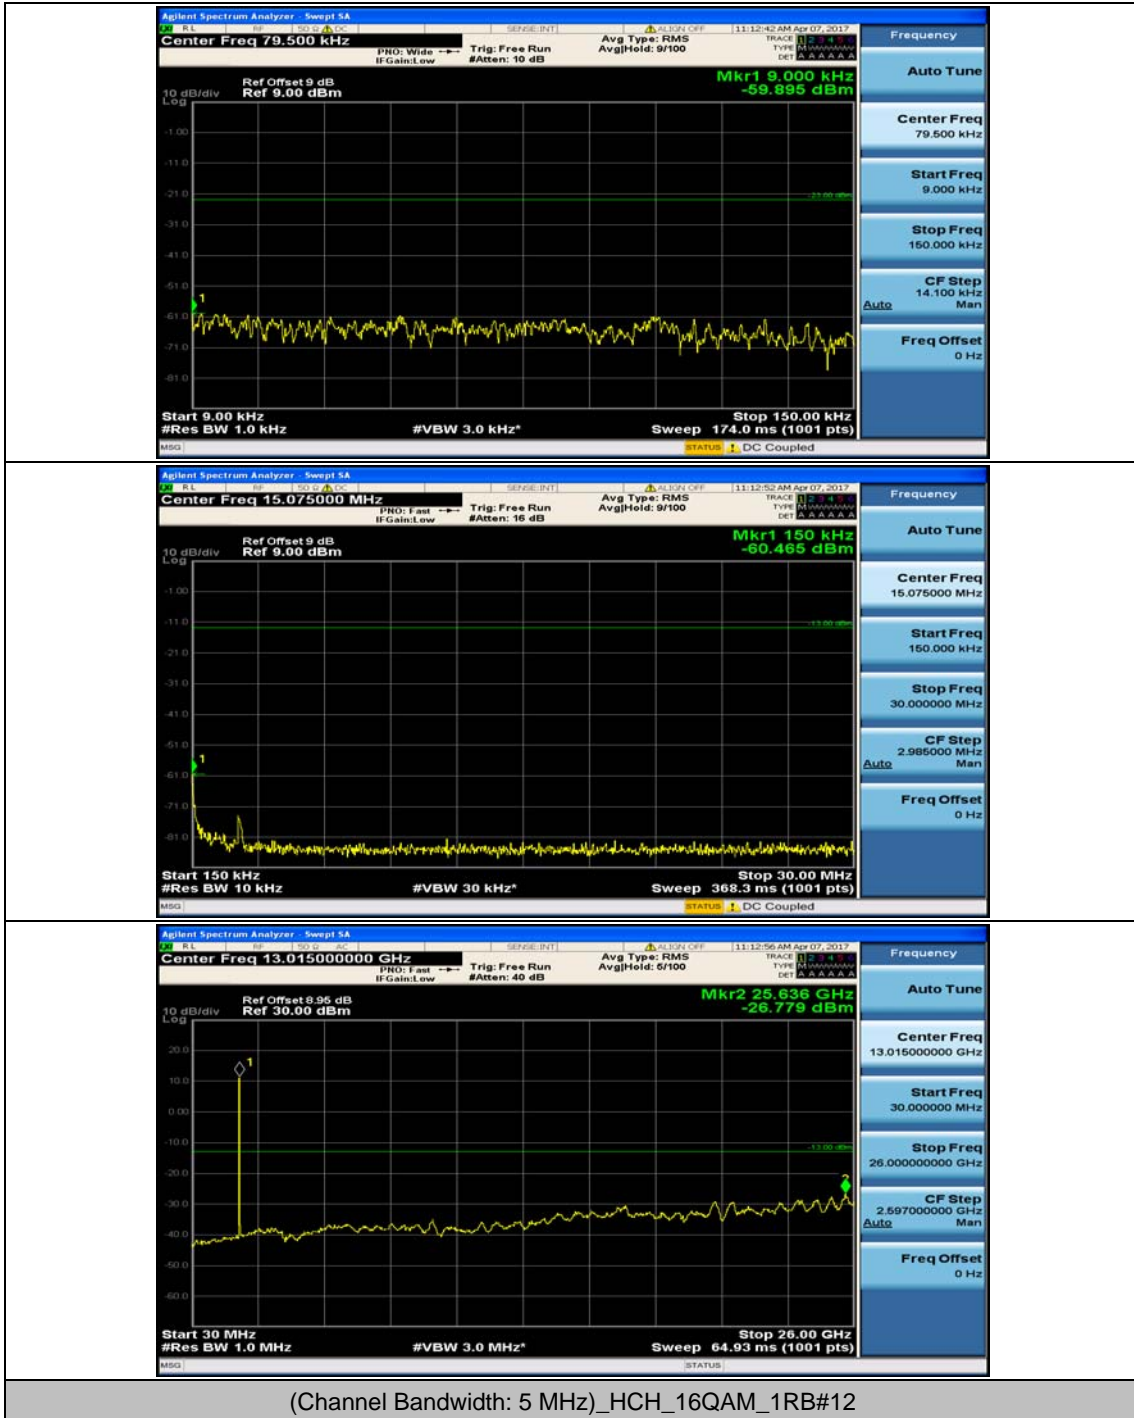 Agilent Spectrum Analyzer - Swept SA
RL RF 50 Ω DC SENSE:INT ALIGN OFF 11:12:42 AM Apr 07, 2017
Center Freq 79.500 kHz
PNO: Wide
IFGain:Low
Trig: Free Run
#Atten: 10 dB
Avg Type: RMS
Avg|Hold: 9/100
TRACE 1 2 3 4 5 6
TYPE M
DET A A A A A A
Frequency
Ref Offset 9 dB
Ref 9.00 dBm
10 dB/div
Log
Mkr1 9.000 kHz
-59.895 dBm
-1.00
-11.0
-21.0
-31.0
-41.0
-51.0
-61.0
-71.0
-81.0
1
Start 9.00 kHz
#Res BW 1.0 kHz
#VBW 3.0 kHz*
Stop 150.00 kHz
Sweep 174.0 ms (1001 pts)
MSG
STATUS DC Coupled
Auto Tune
Center Freq
79.500 kHz
Start Freq
9.000 kHz
Stop Freq
150.000 kHz
CF Step
14.100 kHz
Auto Man
Freq Offset
0 Hz
Agilent Spectrum Analyzer - Swept SA
RL RF 50 Ω DC SENSE:INT ALIGN OFF 11:12:52 AM Apr 07, 2017
Center Freq 15.075000 MHz
PNO: Fast
IFGain:Low
Trig: Free Run
#Atten: 16 dB
Avg Type: RMS
Avg|Hold: 9/100
TRACE 1 2 3 4 5 6
TYPE M
DET A A A A A A
Frequency
Ref Offset 9 dB
Ref 9.00 dBm
10 dB/div
Log
Mkr1 150 kHz
-60.465 dBm
-1.00
-11.0
-13.00 dBm
-21.0
-31.0
-41.0
-51.0
-61.0
-71.0
-81.0
1
Start 150 kHz
#Res BW 10 kHz
#VBW 30 kHz*
Stop 30.00 MHz
Sweep 368.3 ms (1001 pts)
MSG
STATUS DC Coupled
Auto Tune
Center Freq
15.075000 MHz
Start Freq
150.000 kHz
Stop Freq
30.000000 MHz
CF Step
2.985000 MHz
Auto Man
Freq Offset
0 Hz
Agilent Spectrum Analyzer - Swept SA
RL RF 50 Ω AC SENSE:INT ALIGN OFF 11:12:56 AM Apr 07, 2017
Center Freq 13.015000000 GHz
PNO: Fast
IFGain:Low
Trig: Free Run
#Atten: 40 dB
Avg Type: RMS
Avg|Hold: 6/100
TRACE 1 2 3 4 5 6
TYPE M
DET A A A A A A
Frequency
Ref Offset 8.95 dB
Ref 30.00 dBm
10 dB/div
Log
Mkr2 25.636 GHz
-26.779 dBm
20.0
10.0
0.00
-10.0
-13.00 dBm
-20.0
-30.0
-40.0
-50.0
-60.0
1
2
Start 30 MHz
#Res BW 1.0 MHz
#VBW 3.0 MHz*
Stop 26.00 GHz
Sweep 64.93 ms (1001 pts)
MSG
STATUS
Auto Tune
Center Freq
13.015000000 GHz
Start Freq
30.000000 MHz
Stop Freq
26.000000000 GHz
CF Step
2.597000000 GHz
Auto Man
Freq Offset
0 Hz
(Channel Bandwidth: 5 MHz)_HCH_16QAM_1RB#12